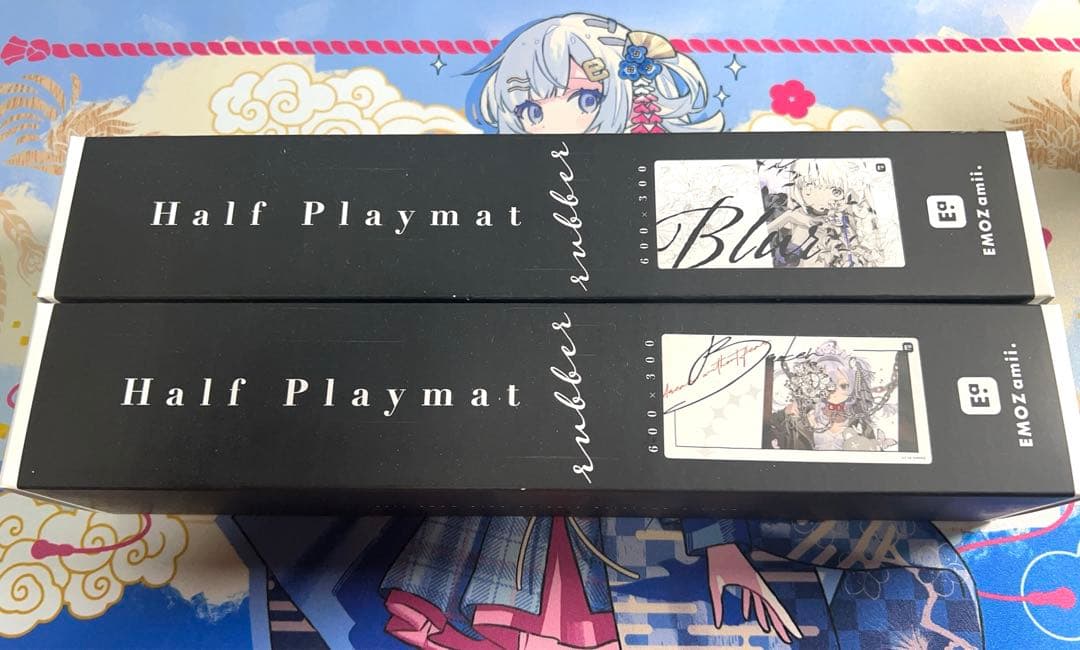 Half Playmat
rubber
600×300
Blur
E:a
EMOZ amii.
Half Playmat
rubber
600×300
E:a
EMOZ amii.